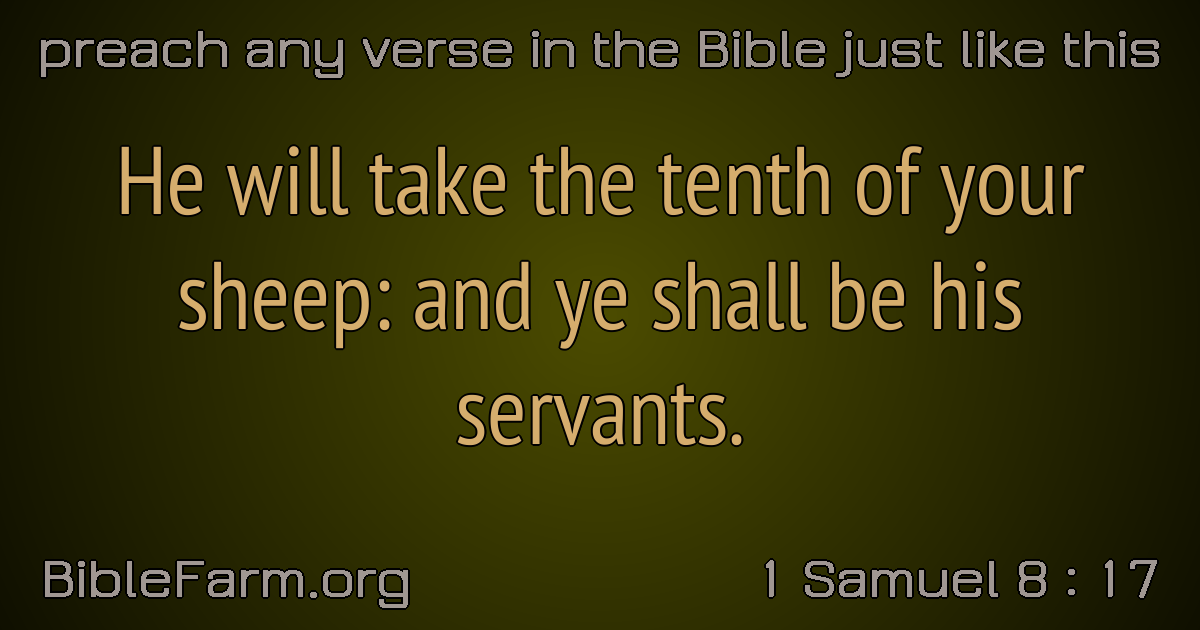 preach any verse in the Bible just like this
He will take the tenth of your
sheep: and ye shall be his
servants.
BibleFarm.org
1 Samuel 8 : 17